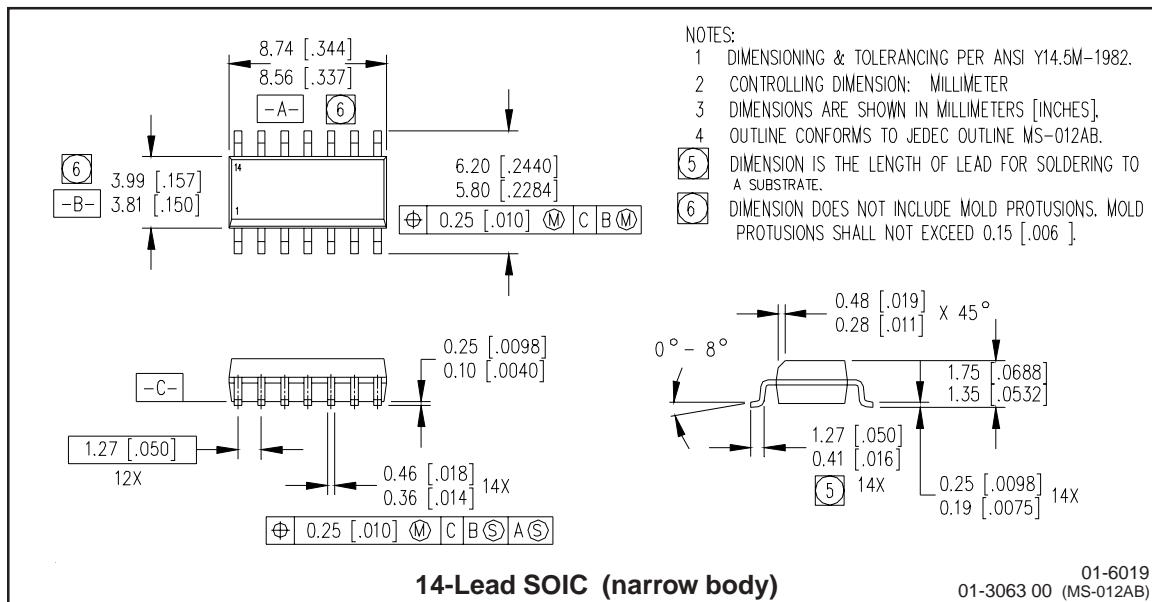 8.74 [.344]
8.56 [.337]
-A- 6
14
1
6
3.99 [.157]
3.81 [.150]
-B-
6.20 [.2440]
5.80 [.2284]
⌖ 0.25 [.010] Ⓜ C B Ⓜ
NOTES:
1 DIMENSIONING & TOLERANCING PER ANSI Y14.5M-1982.
2 CONTROLLING DIMENSION: MILLIMETER
3 DIMENSIONS ARE SHOWN IN MILLIMETERS [INCHES].
4 OUTLINE CONFORMS TO JEDEC OUTLINE MS-012AB.
5 DIMENSION IS THE LENGTH OF LEAD FOR SOLDERING TO
A SUBSTRATE.
6 DIMENSION DOES NOT INCLUDE MOLD PROTUSIONS. MOLD
PROTUSIONS SHALL NOT EXCEED 0.15 [.006 ].
-C-
0.25 [.0098]
0.10 [.0040]
1.27 [.050]
12X
0.46 [.018]
0.36 [.014] 14X
⌖ 0.25 [.010] Ⓜ C B Ⓢ A Ⓢ
0.48 [.019]
0.28 [.011] X 45°
0° - 8°
1.75 [.0688]
1.35 [.0532]
1.27 [.050]
0.41 [.016]
5 14X
0.25 [.0098]
0.19 [.0075] 14X
14-Lead SOIC (narrow body)
01-6019
01-3063 00 (MS-012AB)